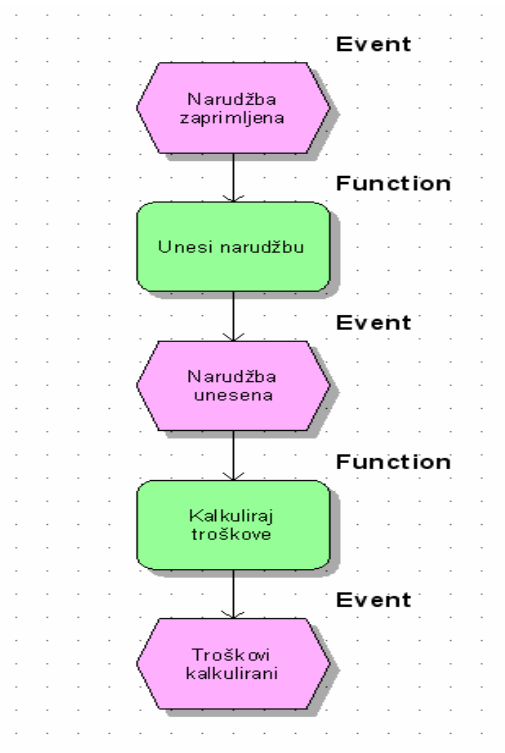 Event
Narudžba
zaprimljena
Function
Unesi narudžbu
Event
Narudžba
unesena
Function
Kalkuliraj
troškove
Event
Troškovi
kalkulirani